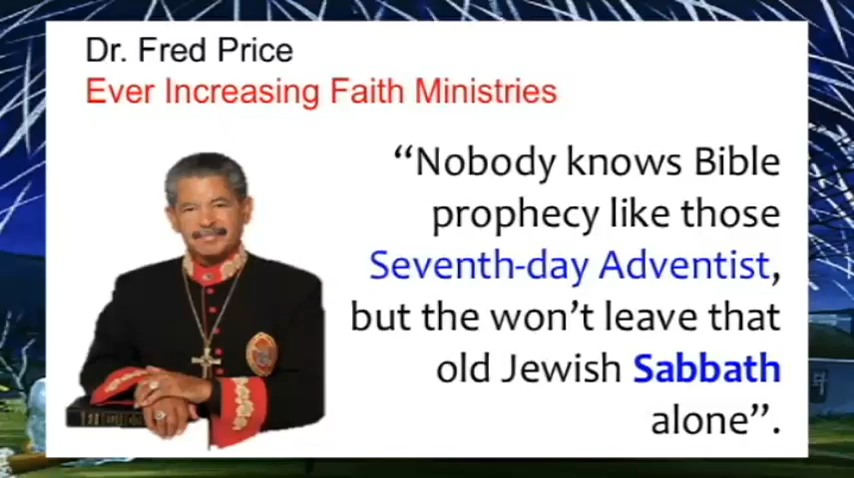 Dr. Fred Price
Ever Increasing Faith Ministries
“Nobody knows Bible
prophecy like those
Seventh-day Adventist,
but the won’t leave that
old Jewish Sabbath
alone”.